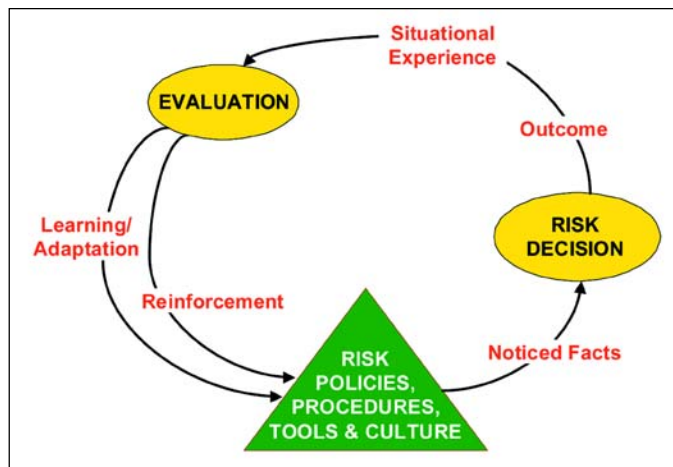 Situational
Experience
EVALUATION
Outcome
Learning/
Adaptation
RISK
DECISION
Reinforcement
Noticed Facts
RISK
POLICIES,
PROCEDURES,
TOOLS & CULTURE